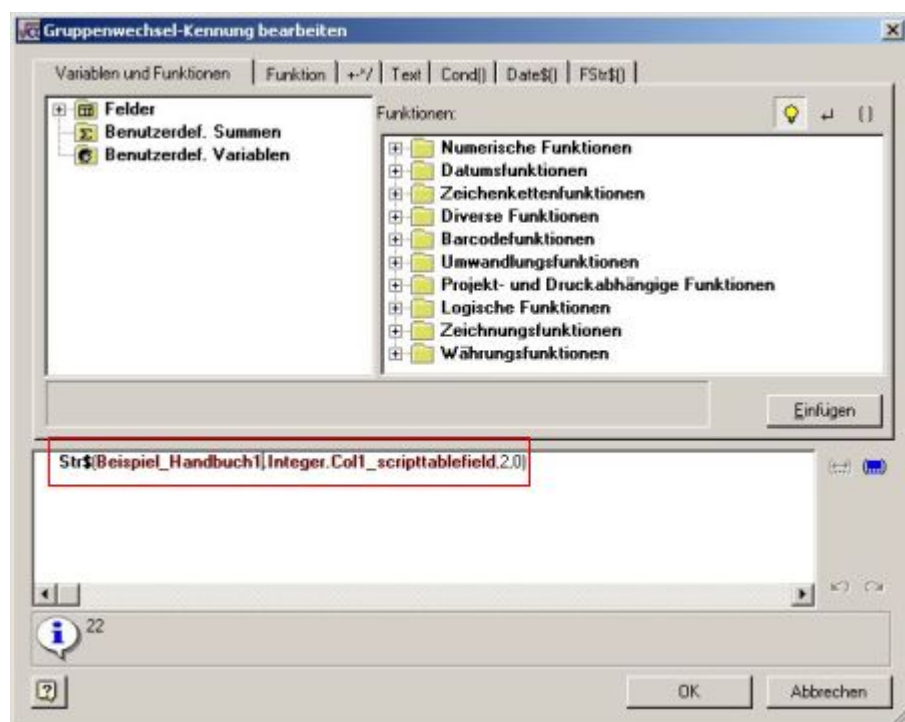 Gruppenwechsel-Kennung bearbeiten
Variablen und Funktionen Funktion +-*/ Text Cond() Date$() FStr$()
Felder
Benutzerdef. Summen
Benutzerdef. Variablen
Funktionen:
Numerische Funktionen
Datumsfunktionen
Zeichenkettenfunktionen
Diverse Funktionen
Barcodefunktionen
Umwandlungsfunktionen
Projekt- und Druckabhängige Funktionen
Logische Funktionen
Zeichnungsfunktionen
Währungsfunktionen
Einfügen
Str$(Beispiel_Handbuch1.Integer.Col1_scripttablefield,2,0)
22
OK Abbrechen